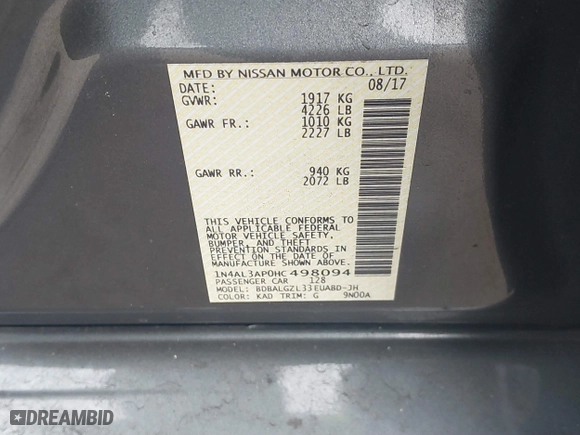 MFD BY NISSAN MOTOR CO., LTD.
DATE: 08/17
GVWR: 1917 KG
4226 LB
GAWR FR.: 1010 KG
2227 LB
GAWR RR.: 940 KG
2072 LB
THIS VEHICLE CONFORMS TO
ALL APPLICABLE FEDERAL
MOTOR VEHICLE SAFETY,
BUMPER, AND THEFT
PREVENTION STANDARDS IN
EFFECT ON THE DATE OF
MANUFACTURE SHOWN ABOVE.
1N4AL3AP0HC498094
PASSENGER CAR 128
MODEL: BDBALGZL33EUABD-JH
COLOR: KAD TRIM: G 9N00A
DREAMBID